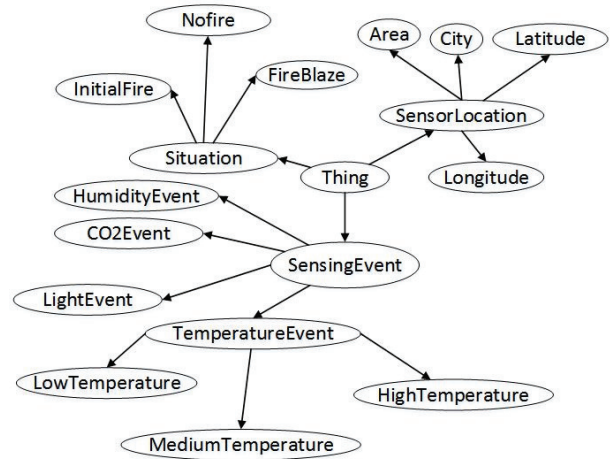 Nofire
Area
City
Latitude
InitialFire
FireBlaze
SensorLocation
Situation
Thing
Longitude
HumidityEvent
CO2Event
SensingEvent
LightEvent
TemperatureEvent
LowTemperature
HighTemperature
MediumTemperature